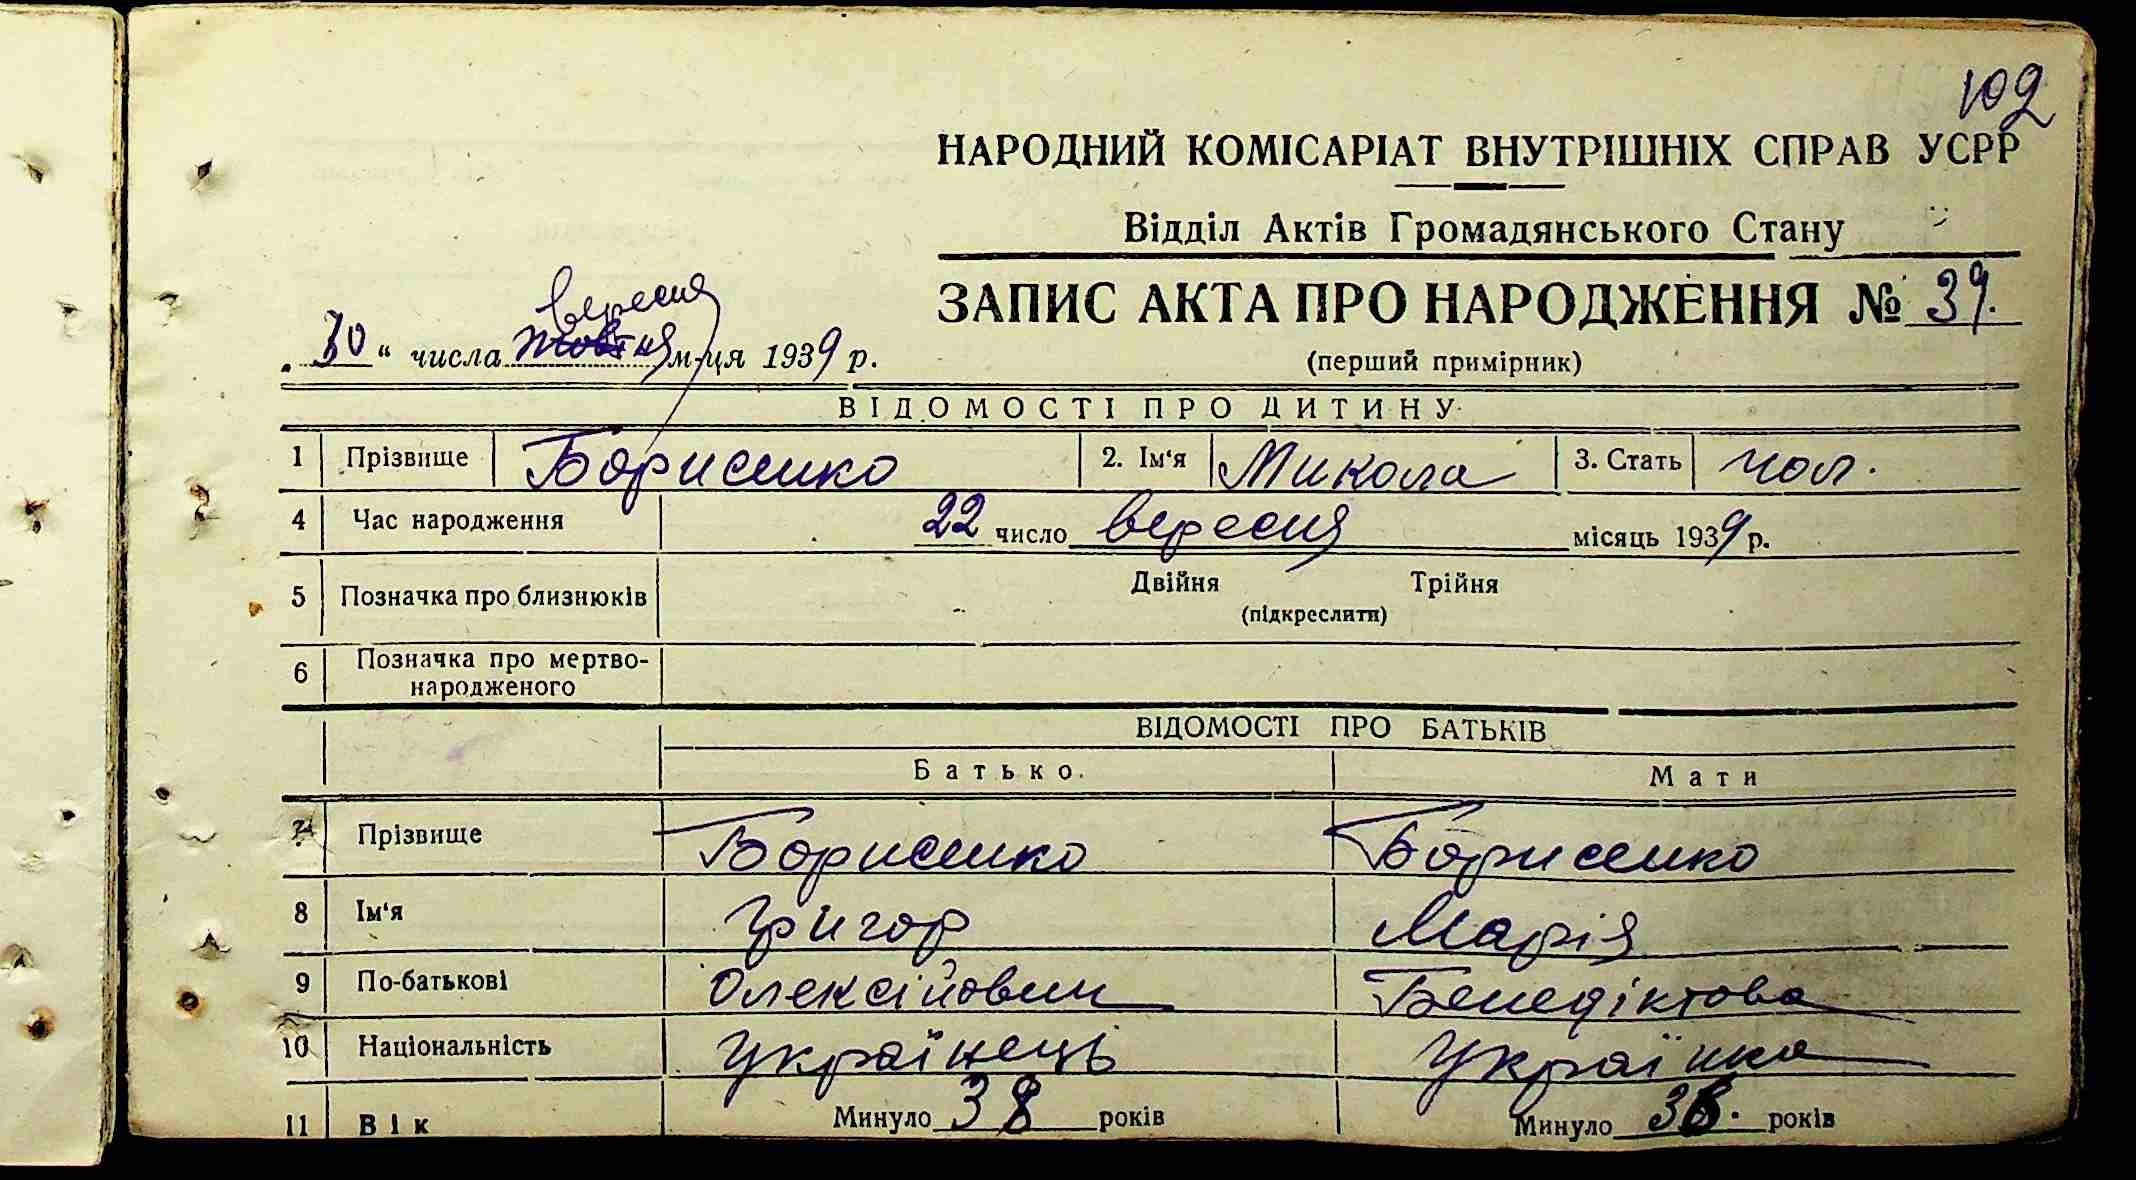 102
НАРОДНИЙ КОМІСАРІАТ ВНУТРІШНІХ СПРАВ УСРР
Відділ Актів Громадянського Стану
ЗАПИС АКТА ПРО НАРОДЖЕННЯ № 39.
(перший примірник)
вересня
30 " числа жовтня м-ця 1939 р.
ВІДОМОСТІ ПРО ДИТИНУ
1 Прізвище Борисенко 2. Ім'я Микола 3. Стать чол.
4 Час народження 22 число вересня місяць 1939 р.
5 Позначка про близнюків Двійня Трійня
(підкреслити)
6 Позначка про мертво-
народженого
ВІДОМОСТІ ПРО БАТЬКІВ
Батько Мати
7 Прізвище Борисенко Борисенко
8 Ім'я Григор Марія
9 По-батькові Олексійович Бенедіктова
10 Національність Українець Українка
11 Вік Минуло 38 років Минуло років